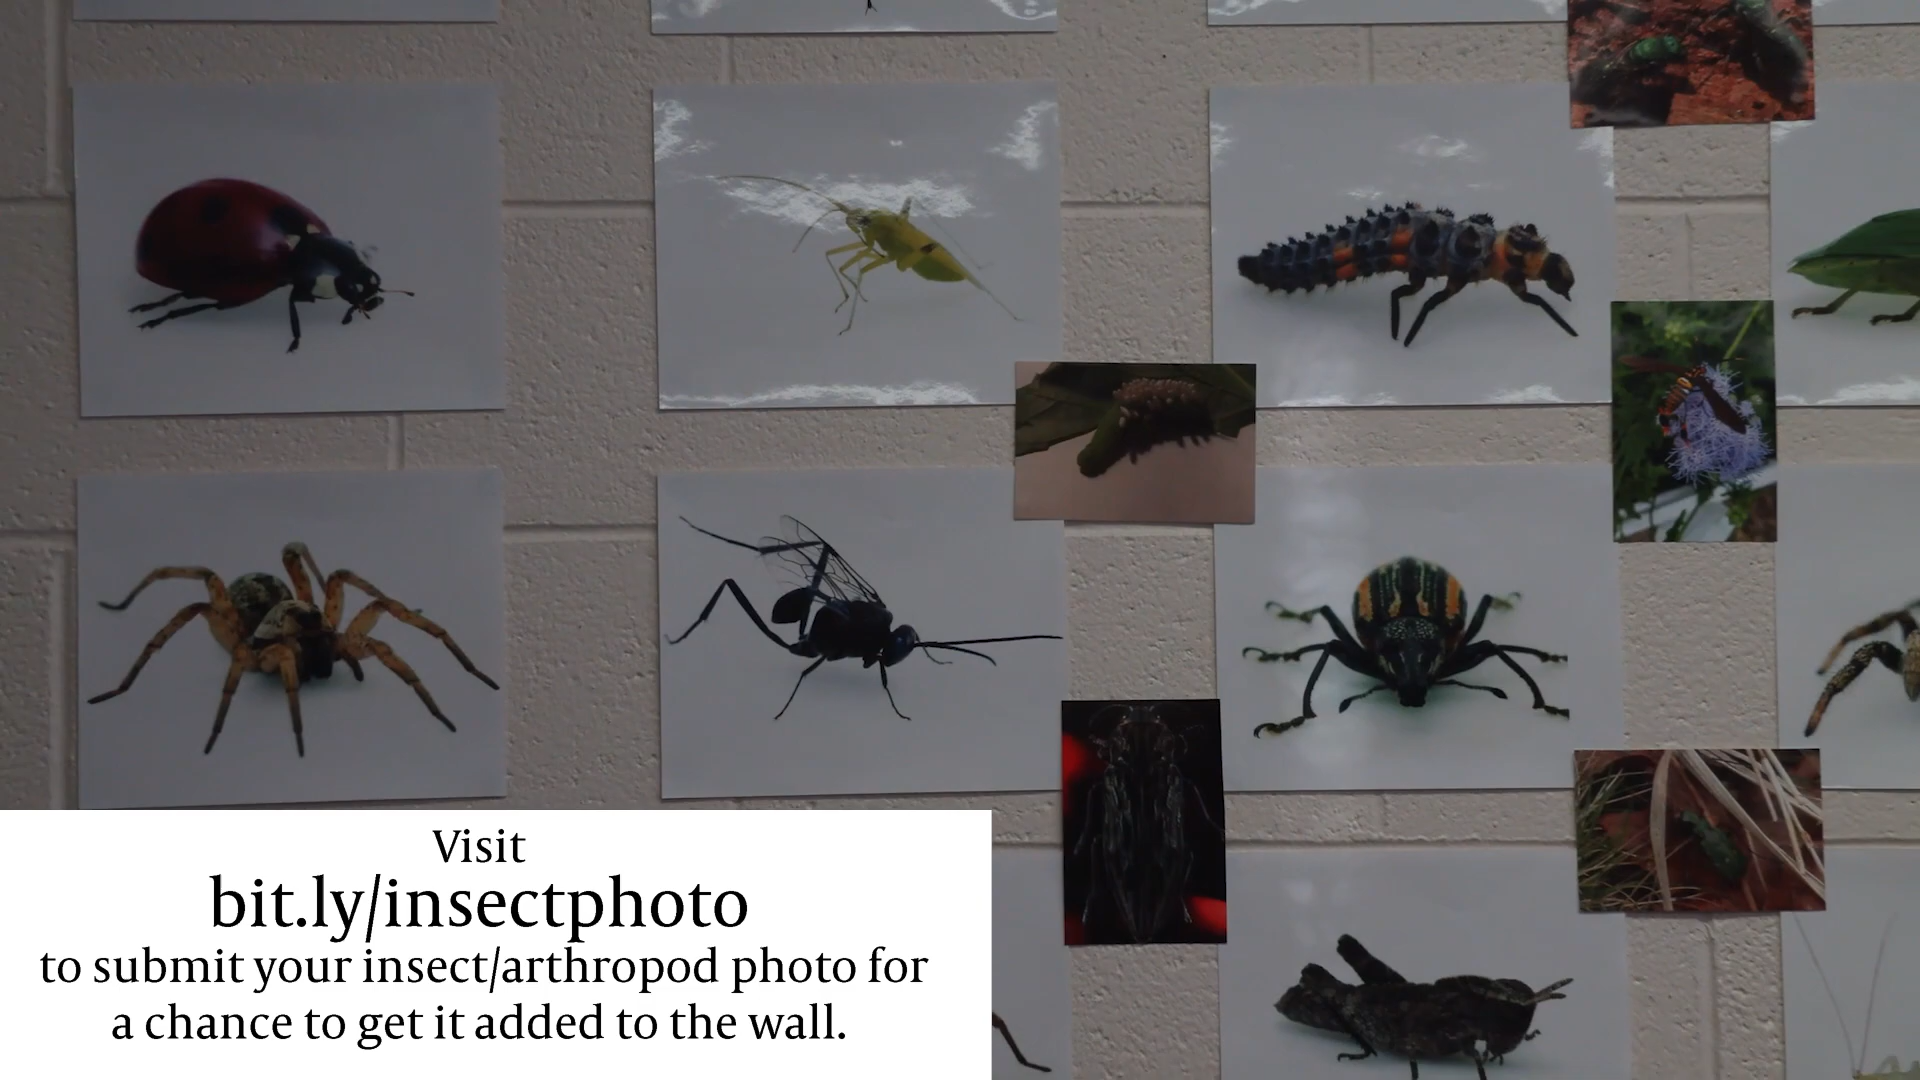 Visit
bit.ly/insectphoto
to submit your insect/arthropod photo for
a chance to get it added to the wall.